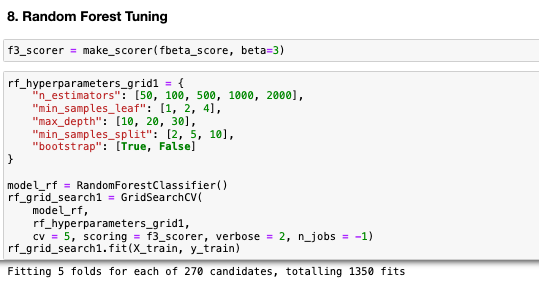 8. Random Forest Tuning
f3_scorer = make_scorer(fbeta_score, beta=3)
rf_hyperparameters_grid1 = {
"n_estimators": [50, 100, 500, 1000, 2000],
"min_samples_leaf": [1, 2, 4],
"max_depth": [10, 20, 30],
"min_samples_split": [2, 5, 10],
"bootstrap": [True, False]
}
model_rf = RandomForestClassifier()
rf_grid_search1 = GridSearchCV(
model_rf,
rf_hyperparameters_grid1,
cv = 5, scoring = f3_scorer, verbose = 2, n_jobs = -1)
rf_grid_search1.fit(X_train, y_train)
Fitting 5 folds for each of 270 candidates, totalling 1350 fits